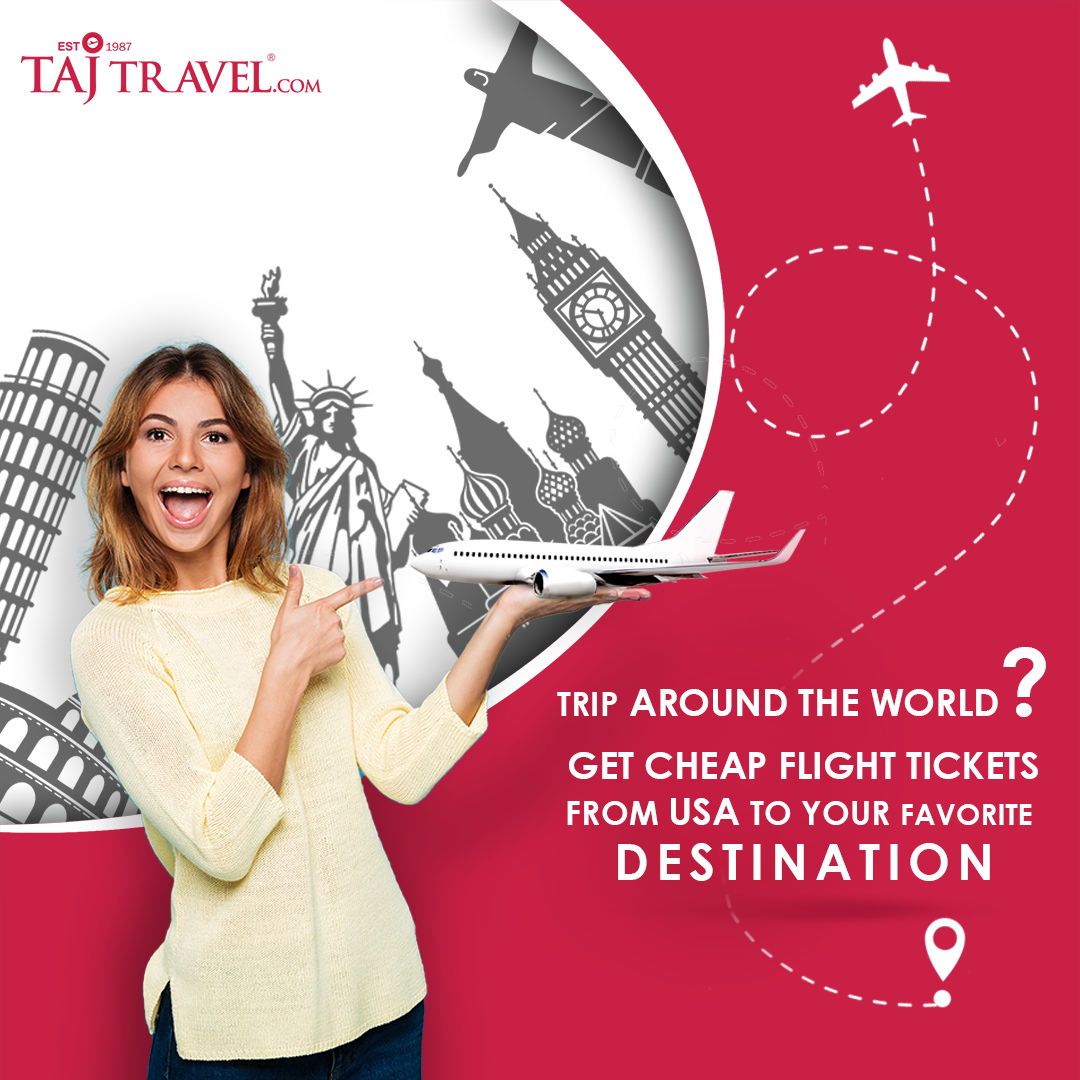 EST 1987
TAJ TRAVEL®.COM
TRIP AROUND THE WORLD?
GET CHEAP FLIGHT TICKETS
FROM USA TO YOUR FAVORITE
DESTINATION